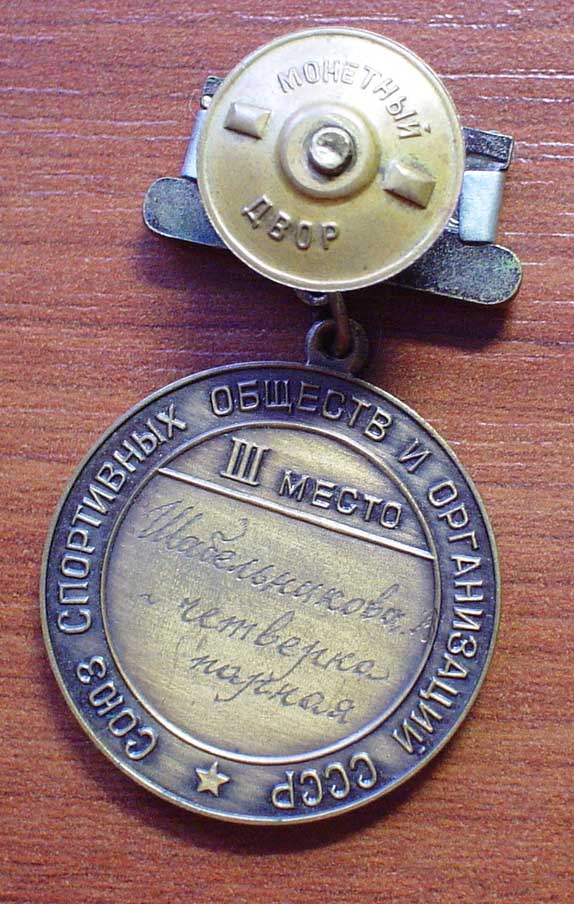 МОНЕТНЫЙ
ДВОР
СОЮЗ СПОРТИВНЫХ ОБЩЕСТВ И ОРГАНИЗАЦИЙ СССР
III МЕСТО
Шабельникова
четверка
парная